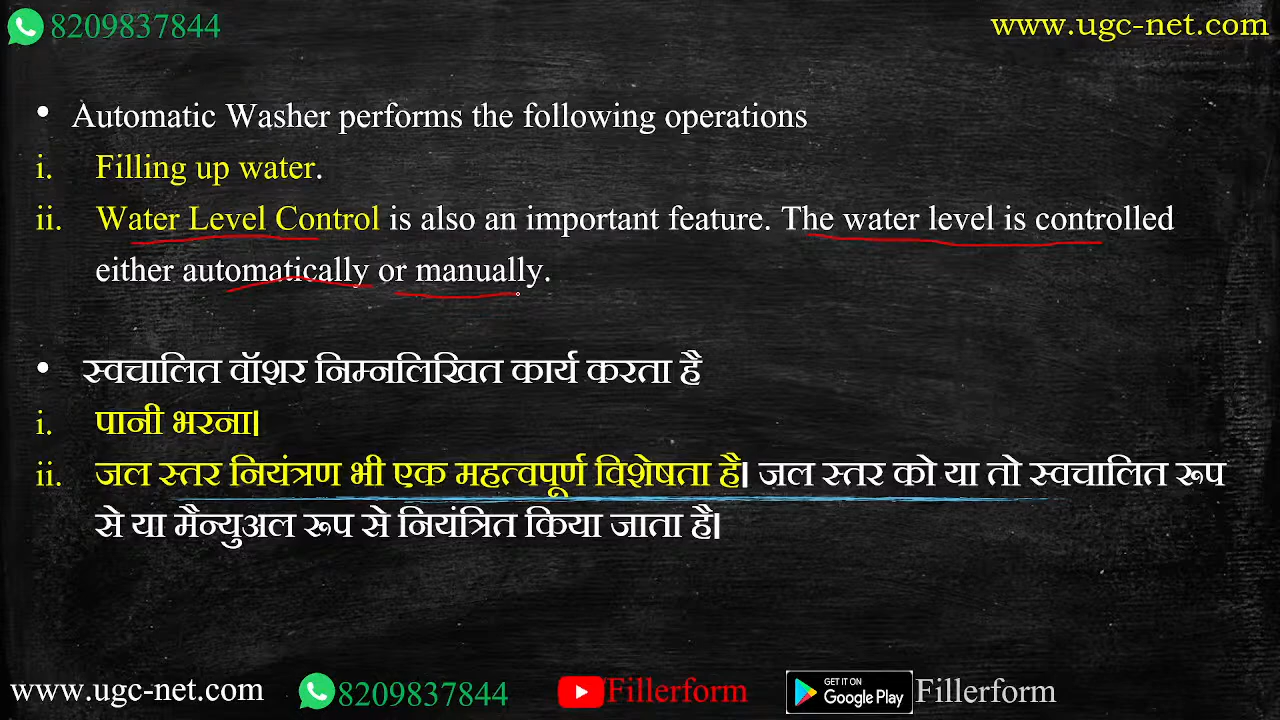 8209837844
www.ugc-net.com
• Automatic Washer performs the following operations
i. Filling up water.
ii. Water Level Control is also an important feature. The water level is controlled
either automatically or manually.
• स्वचालित वॉशर निम्नलिखित कार्य करता है
i. पानी भरना।
ii. जल स्तर नियंत्रण भी एक महत्वपूर्ण विशेषता है। जल स्तर को या तो स्वचालित रूप
से या मैन्युअल रूप से नियंत्रित किया जाता है।
www.ugc-net.com
8209837844
Fillerform
GET IT ON
Google Play
Fillerform